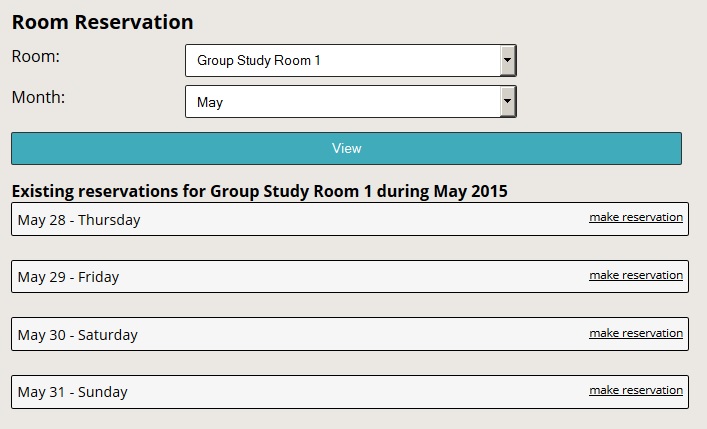 Room Reservation
Room: Group Study Room 1
Month: May
View
Existing reservations for Group Study Room 1 during May 2015
May 28 - Thursday make reservation
May 29 - Friday make reservation
May 30 - Saturday make reservation
May 31 - Sunday make reservation